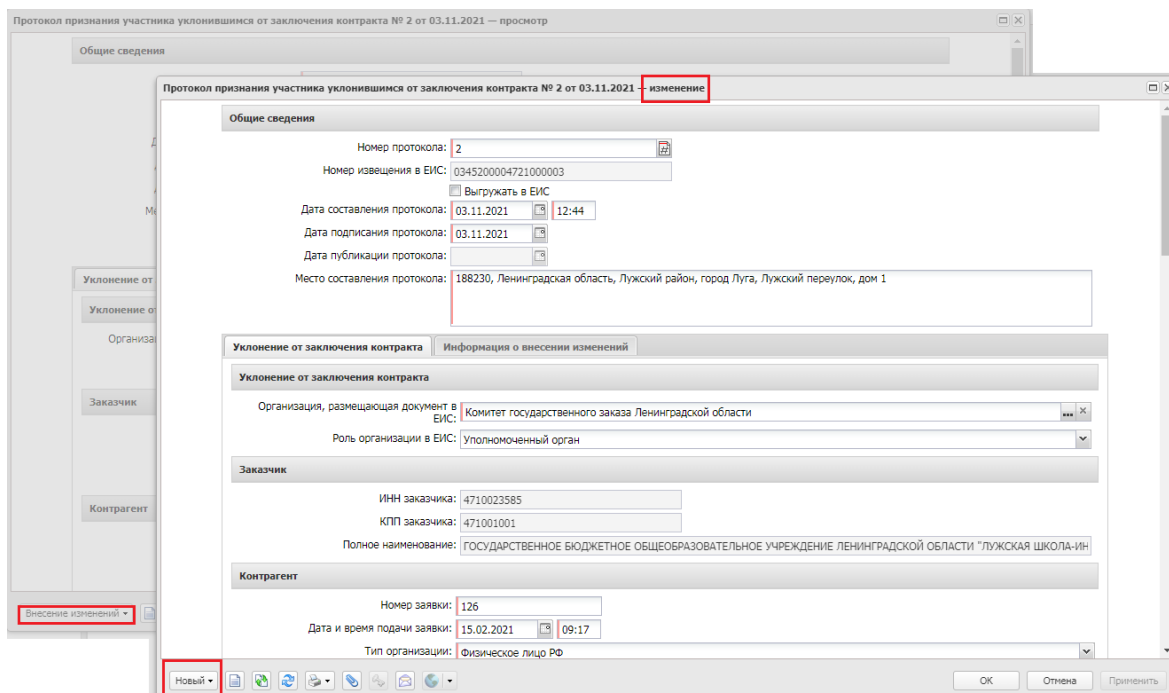 Протокол признания участника уклонившимся от заключения контракта № 2 от 03.11.2021 — просмотр
Общие сведения
Протокол признания участника уклонившимся от заключения контракта № 2 от 03.11.2021 — изменение
Общие сведения
Номер протокола: 2
Номер извещения в ЕИС: 0345200004721000003
Выгружать в ЕИС
Дата составления протокола: 03.11.2021 12:44
Дата подписания протокола: 03.11.2021
Дата публикации протокола:
Место составления протокола: 188230, Ленинградская область, Лужский район, город Луга, Лужский переулок, дом 1
Уклонение от
Уклонение о
Организа
Заказчик
Контрагент
Внесение изменений
Уклонение от заключения контракта Информация о внесении изменений
Уклонение от заключения контракта
Организация, размещающая документ в ЕИС: Комитет государственного заказа Ленинградской области
Роль организации в ЕИС: Уполномоченный орган
Заказчик
ИНН заказчика: 4710023585
КПП заказчика: 471001001
Полное наименование: ГОСУДАРСТВЕННОЕ БЮДЖЕТНОЕ ОБЩЕОБРАЗОВАТЕЛЬНОЕ УЧРЕЖДЕНИЕ ЛЕНИНГРАДСКОЙ ОБЛАСТИ "ЛУЖСКАЯ ШКОЛА-ИН
Контрагент
Номер заявки: 126
Дата и время подачи заявки: 15.02.2021 09:17
Тип организации: Физическое лицо РФ
Новый ОК Отмена Применить